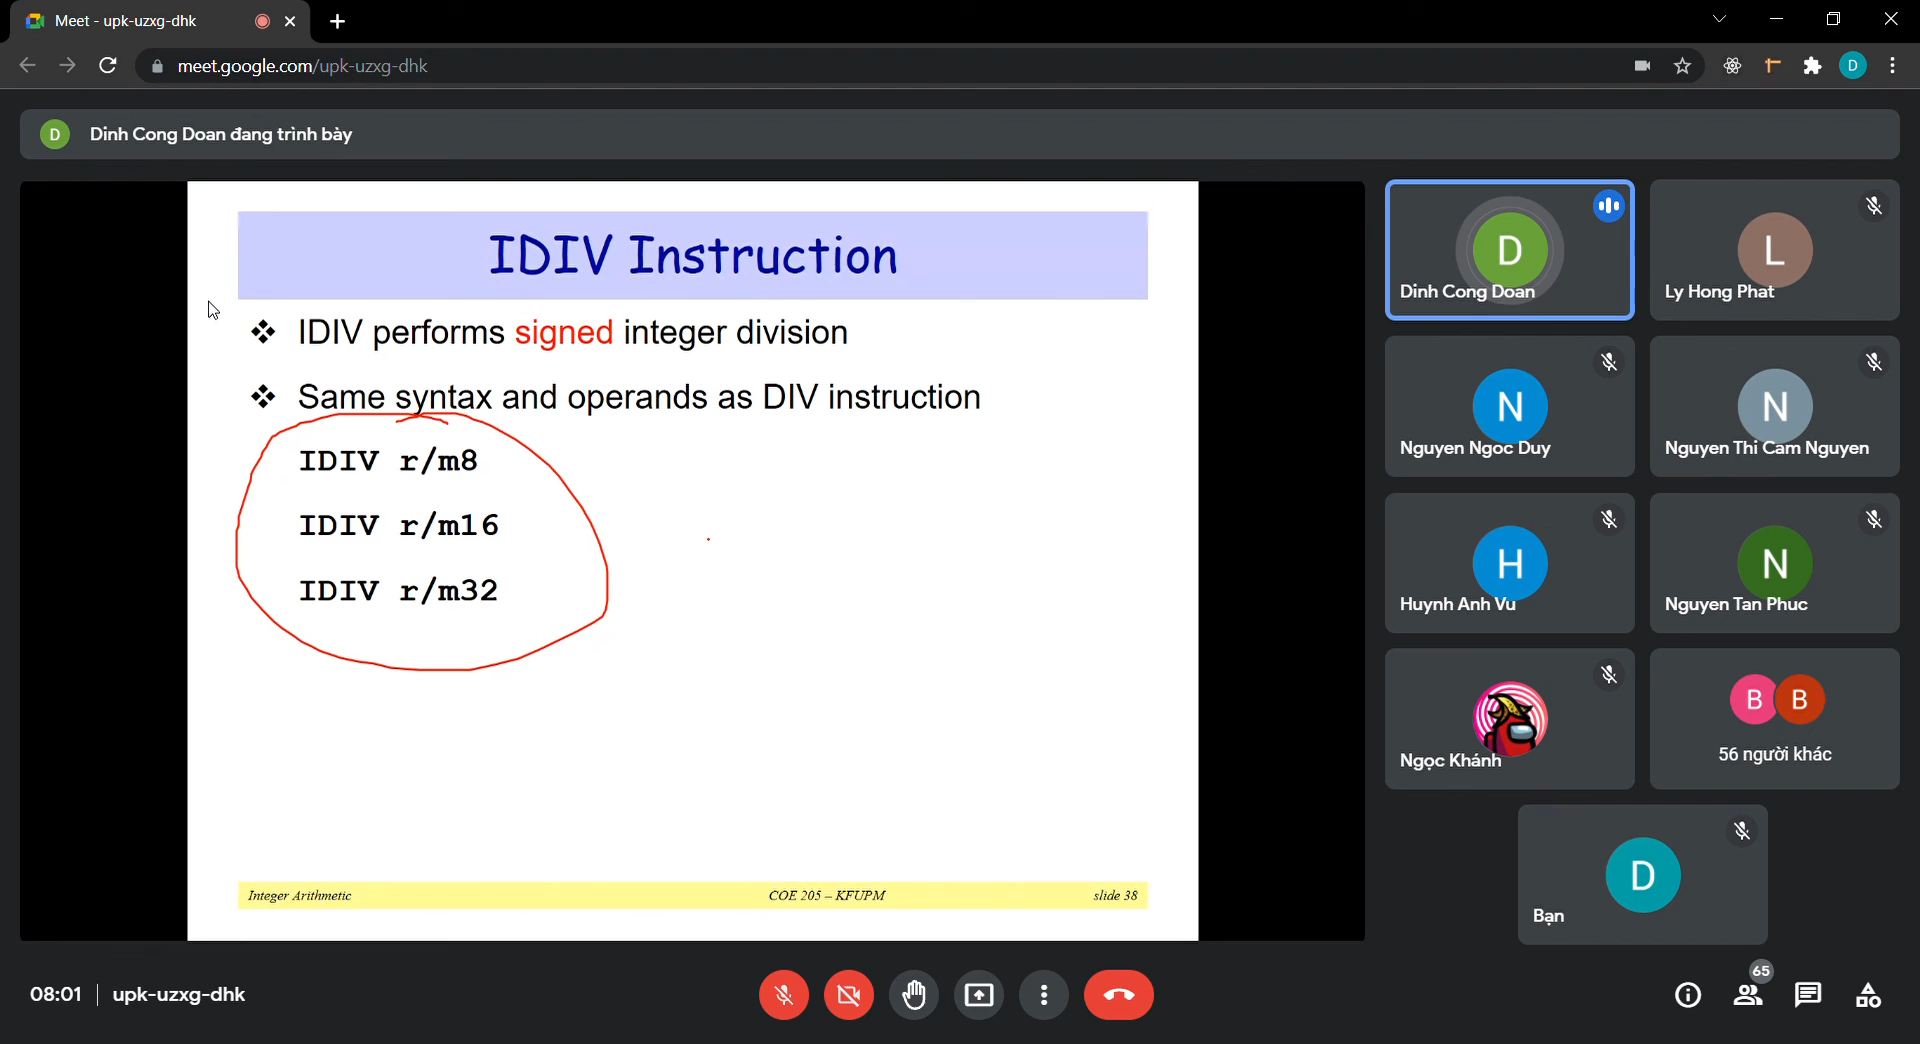 Meet - upk-uzxg-dhk
meet.google.com/upk-uzxg-dhk
D
D
Dinh Cong Doan đang trình bày
IDIV Instruction
IDIV performs signed integer division
Same syntax and operands as DIV instruction
IDIV r/m8
IDIV r/m16
IDIV r/m32
Integer Arithmetic
COE 205 – KFUPM
slide 38
D
Dinh Cong Doan
L
Ly Hong Phat
N
Nguyen Ngoc Duy
N
Nguyen Thi Cam Nguyen
H
Huynh Anh Vu
N
Nguyen Tan Phuc
Ngọc Khánh
B B
56 người khác
D
Bạn
08:01 | upk-uzxg-dhk
65